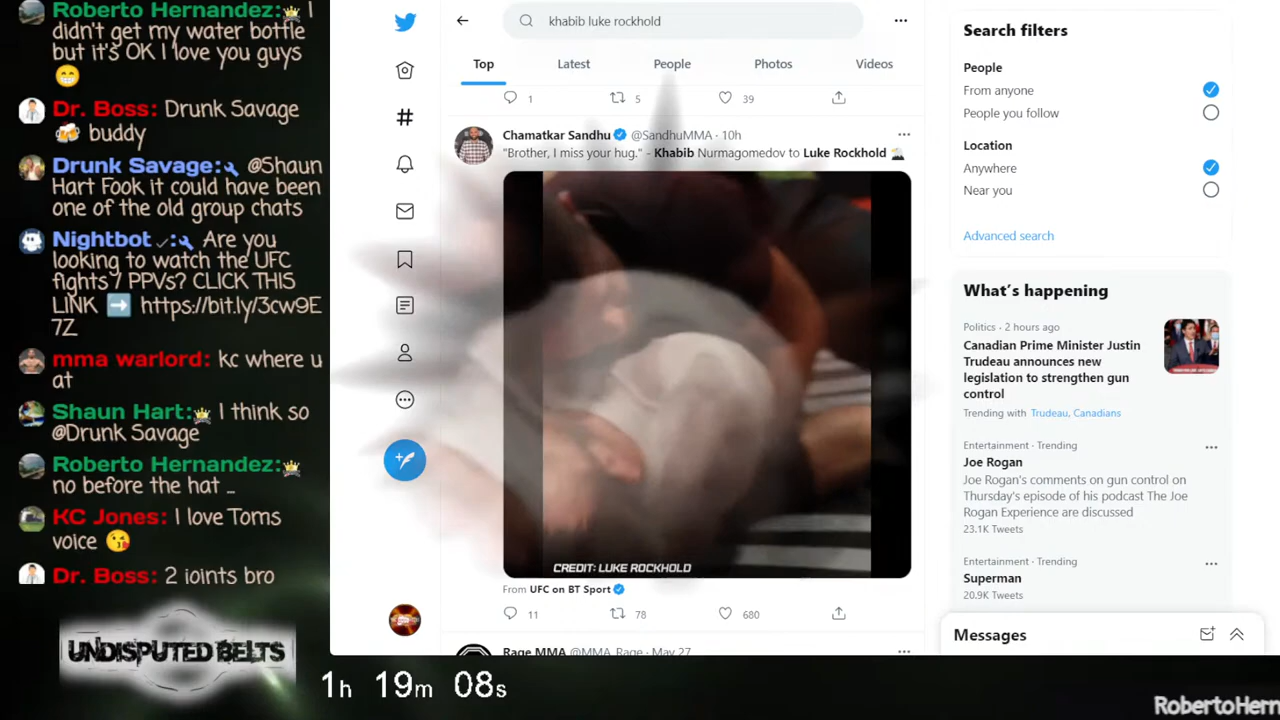 Roberto Hernandez: I
didn't get my water bottle
but it's OK I love you guys
Dr. Boss: Drunk Savage
buddy
Drunk Savage: @Shaun
Hart Fook it could have been
one of the old group chats
Nightbot ✓: Are you
looking to watch the UFC
fights / PPVs? CLICK THIS
LINK ➡ https://bit.ly/3cw9E
7Z
mma warlord: kc where u
at
Shaun Hart: I think so
@Drunk Savage
Roberto Hernandez:
no before the hat ...
KC Jones: I love Toms
voice
Dr. Boss: 2 joints bro
UNDISPUTED BELTS
1h 19m 08s
khabib luke rockhold
Top Latest People Photos Videos
1 5 39
Chamatkar Sandhu @SandhuMMA · 10h
"Brother, I miss your hug." - Khabib Nurmagomedov to Luke Rockhold
CREDIT: LUKE ROCKHOLD
From UFC on BT Sport
11 78 680
Rage MMA @MMA_Rage · May 27
Search filters
People
From anyone
People you follow
Location
Anywhere
Near you
Advanced search
What's happening
Politics · 2 hours ago
Canadian Prime Minister Justin
Trudeau announces new
legislation to strengthen gun
control
Trending with Trudeau, Canadians
Entertainment · Trending
Joe Rogan
Joe Rogan's comments on gun control on
Thursday's episode of his podcast The Joe
Rogan Experience are discussed
23.1K Tweets
Entertainment · Trending
Superman
20.9K Tweets
Messages
RobertoHern